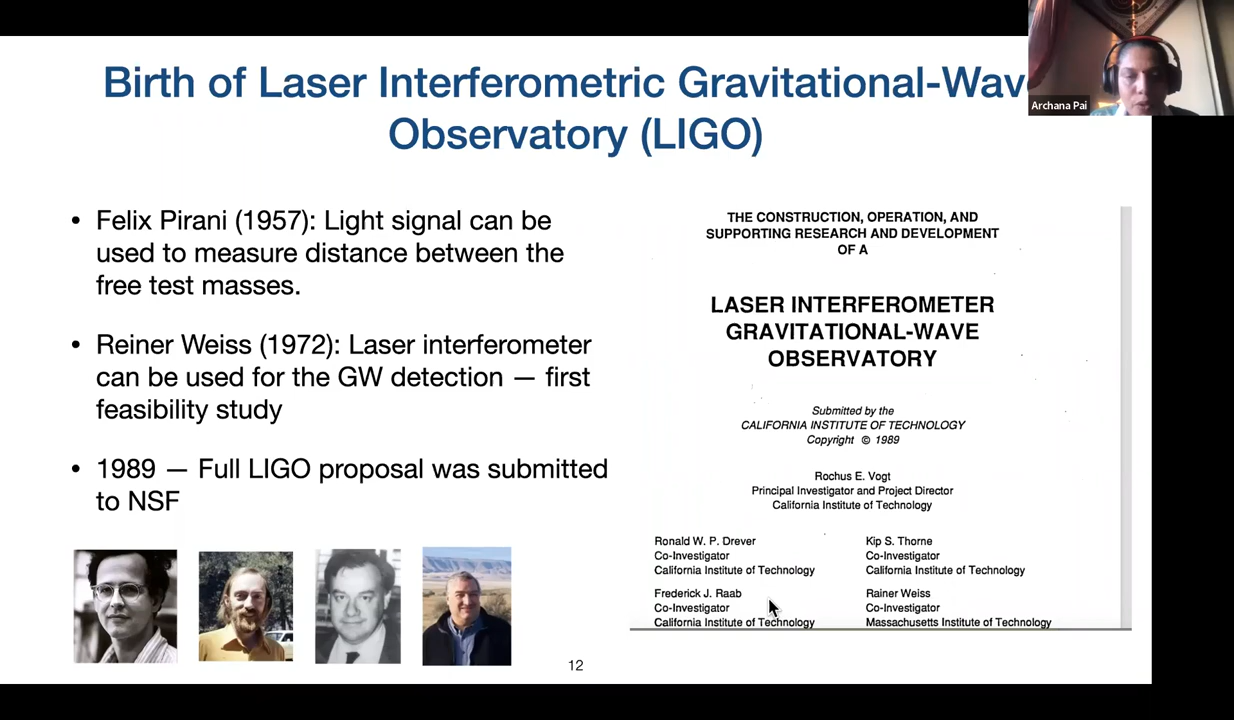 Birth of Laser Interferometric Gravitational-Wav
Observatory (LIGO)
Archana Pai
• Felix Pirani (1957): Light signal can be
used to measure distance between the
free test masses.
• Reiner Weiss (1972): Laser interferometer
can be used for the GW detection — first
feasibility study
• 1989 — Full LIGO proposal was submitted
to NSF
THE CONSTRUCTION, OPERATION, AND
SUPPORTING RESEARCH AND DEVELOPMENT
OF A
LASER INTERFEROMETER
GRAVITATIONAL-WAVE
OBSERVATORY
Submitted by the
CALIFORNIA INSTITUTE OF TECHNOLOGY
Copyright © 1989
Rochus E. Vogt
Principal Investigator and Project Director
California Institute of Technology
Ronald W. P. Drever
Co-Investigator
California Institute of Technology
Kip S. Thorne
Co-Investigator
California Institute of Technology
Frederick J. Raab
Co-Investigator
California Institute of Technology
Rainer Weiss
Co-Investigator
Massachusetts Institute of Technology
12